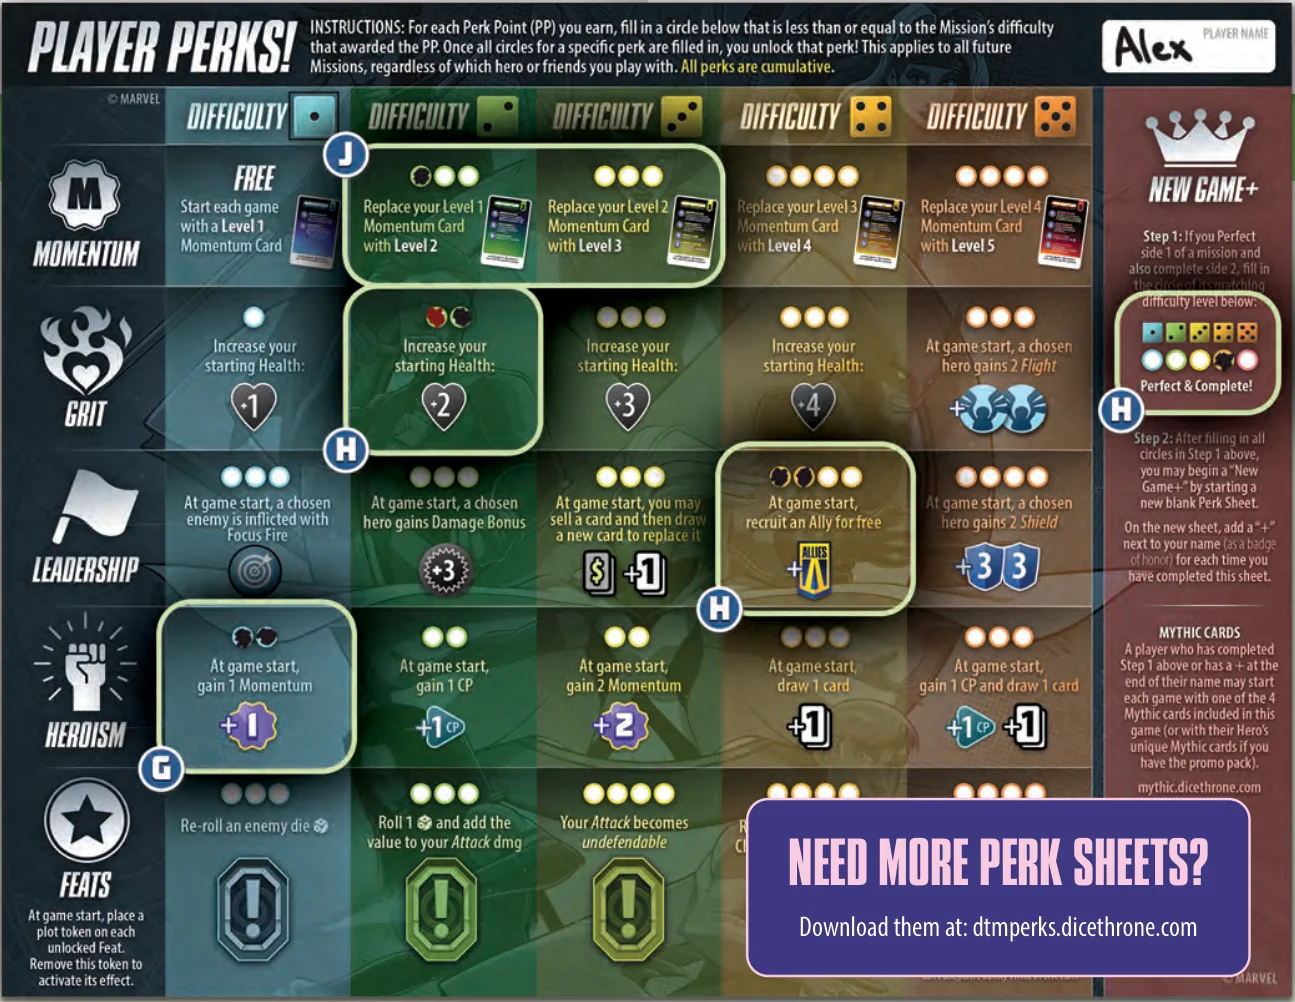 PLAYER PERKS!
INSTRUCTIONS: For each Perk Point (PP) you earn, fill in a circle below that is less than or equal to the Mission's difficulty
that awarded the PP. Once all circles for a specific perk are filled in, you unlock that perk! This applies to all future
Missions, regardless of which hero or friends you play with. All perks are cumulative.
Alex
PLAYER NAME
© MARVEL
DIFFICULTY
DIFFICULTY
DIFFICULTY
DIFFICULTY
DIFFICULTY
M
MOMENTUM
FREE
Start each game
with a Level 1
Momentum Card
J
Replace your Level 1
Momentum Card
with Level 2
Replace your Level 2
Momentum Card
with Level 3
Replace your Level 3
Momentum Card
with Level 4
Replace your Level 4
Momentum Card
with Level 5
GRIT
Increase your
starting Health:
+1
Increase your
starting Health:
+2
H
Increase your
starting Health:
+3
Increase your
starting Health:
+4
At game start, a chosen
hero gains 2 Flight
+
LEADERSHIP
At game start, a chosen
enemy is inflicted with
Focus Fire
At game start, a chosen
hero gains Damage Bonus
+3
At game start, you may
sell a card and then draw
a new card to replace it
$ +1
At game start,
recruit an Ally for free
+
ALLIES
H
At game start, a chosen
hero gains 2 Shield
+3 3
HEROISM
At game start,
gain 1 Momentum
+1
G
At game start,
gain 1 CP
+1 CP
At game start,
gain 2 Momentum
+2
At game start,
draw 1 card
+1
At game start,
gain 1 CP and draw 1 card
+1 CP +1
FEATS
At game start, place a
plot token on each
unlocked Feat.
Remove this token to
activate its effect.
Re-roll an enemy die
!
Roll 1 and add the
value to your Attack dmg
!
Your Attack becomes
undefendable
!
NEW GAME+
Step 1: If you Perfect
side 1 of a mission and
also complete side 2, fill in
the circle of its matching
difficulty level below:
Perfect & Complete!
H
Step 2: After filling in all
circles in Step 1 above,
you may begin a "New
Game+" by starting a
new blank Perk Sheet.
On the new sheet, add a "+"
next to your name (as a badge
of honor) for each time you
have completed this sheet.
MYTHIC CARDS
A player who has completed
Step 1 above or has a + at the
end of their name may start
each game with one of the 4
Mythic cards included in this
game (or with their Hero's
unique Mythic cards if you
have the promo pack).
mythic.dicethrone.com
NEED MORE PERK SHEETS?
Download them at: dtmperks.dicethrone.com
© MARVEL